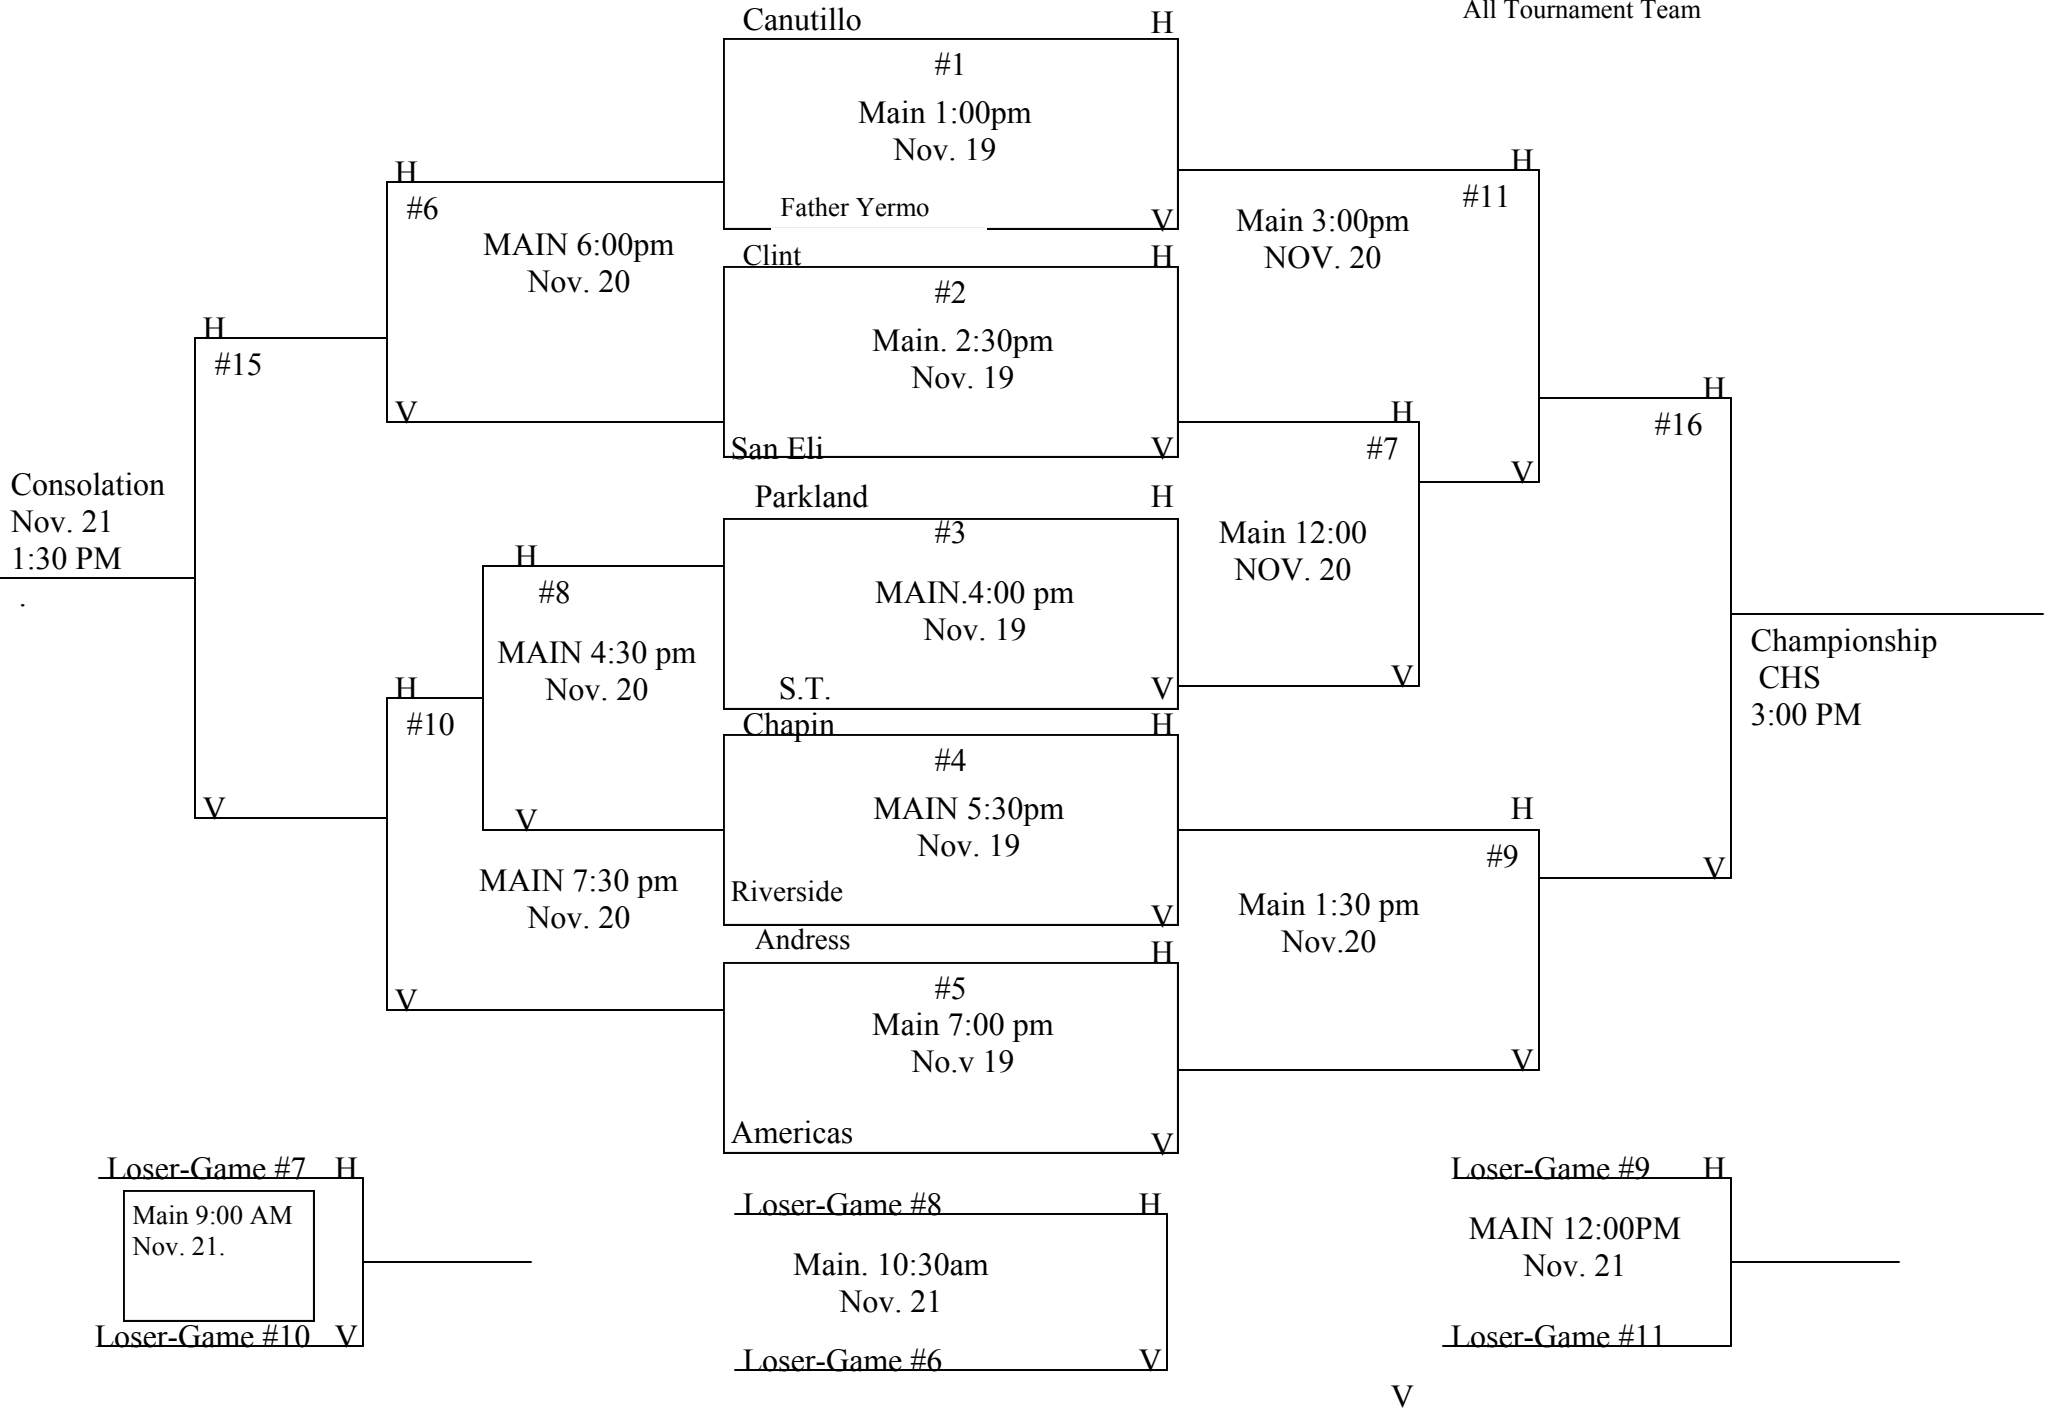 All Tournament Team
Canutillo H
#1
Main 1:00pm
Nov. 19
Father Yermo
V
H
#6
MAIN 6:00pm
Nov. 20
V
H
#11
Main 3:00pm
NOV. 20
V
Clint H
#2
Main. 2:30pm
Nov. 19
San Eli V
H
#15
V
Consolation
Nov. 21
1:30 PM
.
H
#7
Main 12:00
NOV. 20
V
H
#16
V
Parkland H
#3
MAIN.4:00 pm
Nov. 19
S.T. V
H
#8
MAIN 4:30 pm
Nov. 20
V
Championship
CHS
3:00 PM
H
#10
MAIN 7:30 pm
Nov. 20
V
Chapin H
#4
MAIN 5:30pm
Nov. 19
Riverside
V
H
#9
Main 1:30 pm
Nov.20
V
Andress
H
#5
Main 7:00 pm
No.v 19
Americas V
Loser-Game #7 H
Main 9:00 AM
Nov. 21.
Loser-Game #10 V
Loser-Game #8 H
Main. 10:30am
Nov. 21
Loser-Game #6 V
Loser-Game #9 H
MAIN 12:00PM
Nov. 21
Loser-Game #11
V